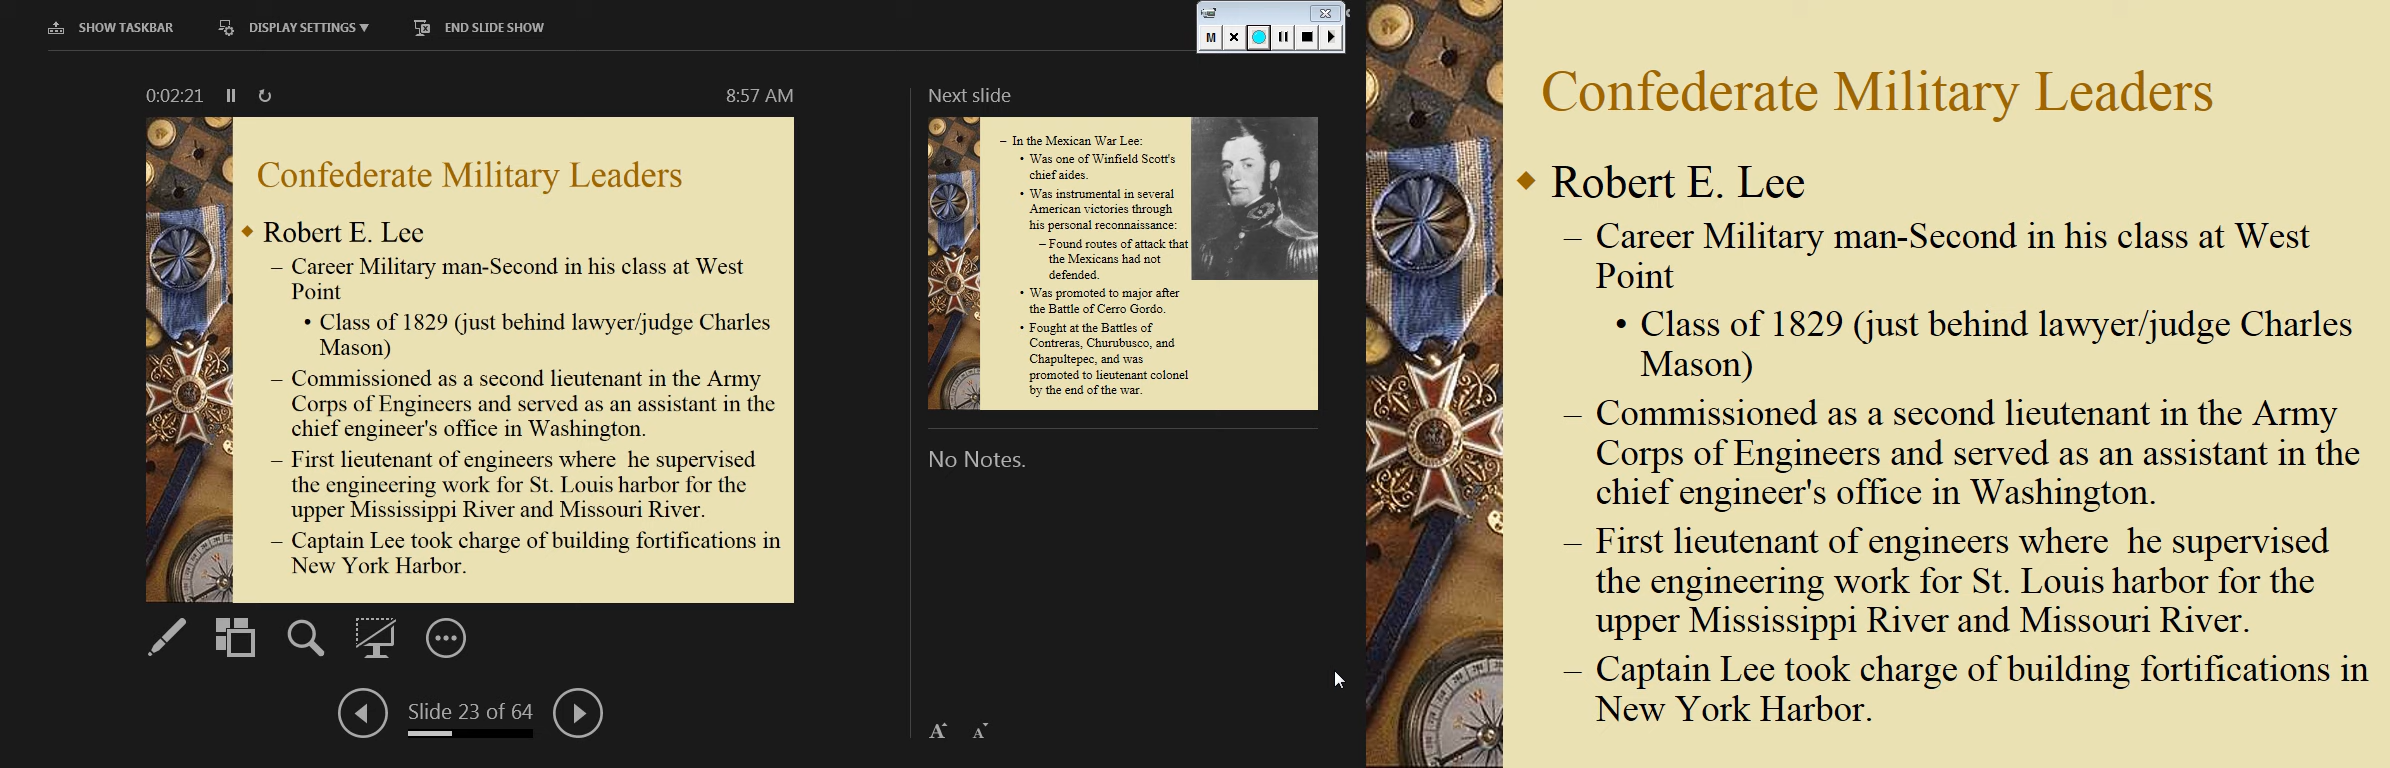 SHOW TASKBAR
DISPLAY SETTINGS ▼
END SLIDE SHOW
M
0:02:21
8:57 AM
Confederate Military Leaders
Robert E. Lee
– Career Military man-Second in his class at West
Point
• Class of 1829 (just behind lawyer/judge Charles
Mason)
– Commissioned as a second lieutenant in the Army
Corps of Engineers and served as an assistant in the
chief engineer's office in Washington.
– First lieutenant of engineers where  he supervised
the engineering work for St. Louis harbor for the
upper Mississippi River and Missouri River.
– Captain Lee took charge of building fortifications in
New York Harbor.
Slide 23 of 64
Next slide
– In the Mexican War Lee:
• Was one of Winfield Scott's
chief aides.
• Was instrumental in several
American victories through
his personal reconnaissance:
– Found routes of attack that
the Mexicans had not
defended.
• Was promoted to major after
the Battle of Cerro Gordo.
• Fought at the Battles of
Contreras, Churubusco, and
Chapultepec, and was
promoted to lieutenant colonel
by the end of the war.
No Notes.
A A
Confederate Military Leaders
Robert E. Lee
– Career Military man-Second in his class at West
Point
• Class of 1829 (just behind lawyer/judge Charles
Mason)
– Commissioned as a second lieutenant in the Army
Corps of Engineers and served as an assistant in the
chief engineer's office in Washington.
– First lieutenant of engineers where  he supervised
the engineering work for St. Louis harbor for the
upper Mississippi River and Missouri River.
– Captain Lee took charge of building fortifications in
New York Harbor.